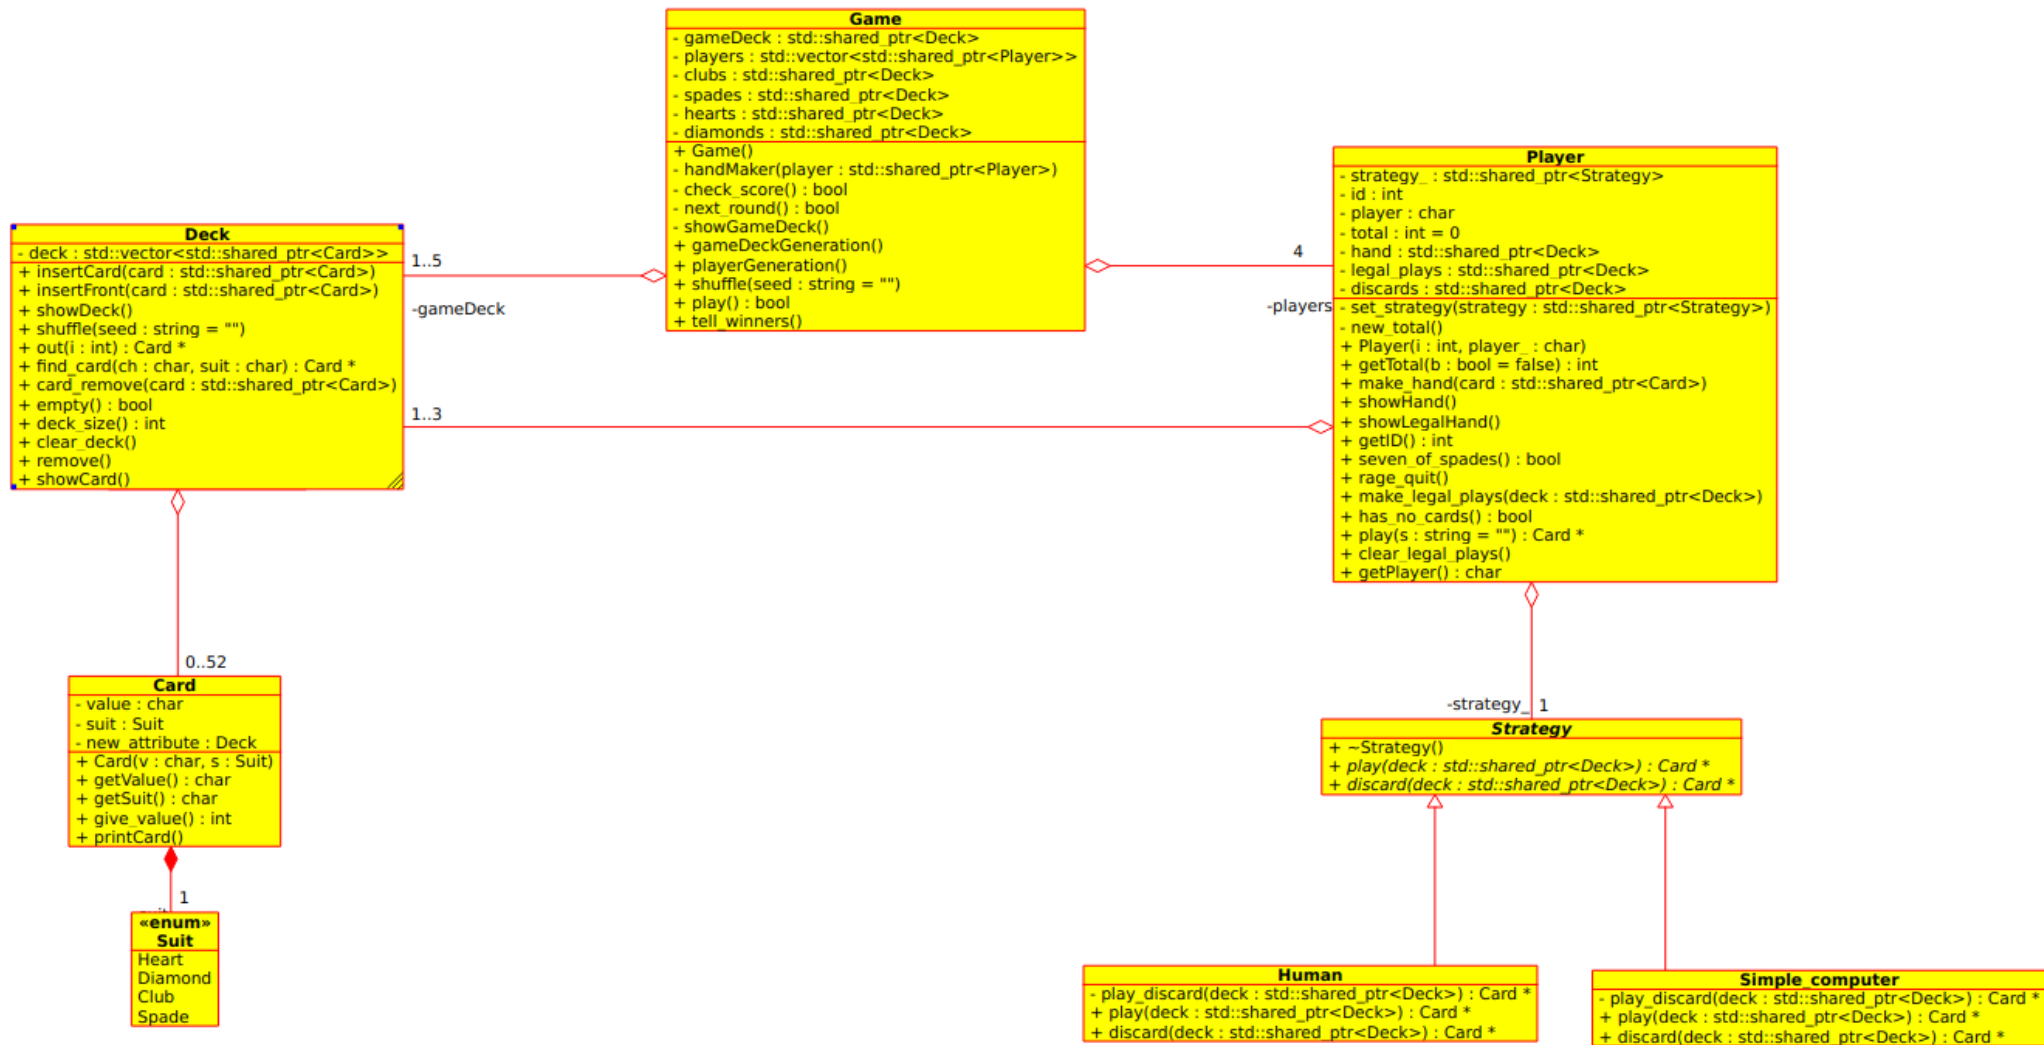 Game
- gameDeck : std::shared_ptr<Deck>
- players : std::vector<std::shared_ptr<Player>>
- clubs : std::shared_ptr<Deck>
- spades : std::shared_ptr<Deck>
- hearts : std::shared_ptr<Deck>
- diamonds : std::shared_ptr<Deck>
+ Game()
- handMaker(player : std::shared_ptr<Player>)
- check_score() : bool
- next_round() : bool
- showGameDeck()
+ gameDeckGeneration()
+ playerGeneration()
+ shuffle(seed : string = "")
+ play() : bool
+ tell_winners()
Deck
- deck : std::vector<std::shared_ptr<Card>>
+ insertCard(card : std::shared_ptr<Card>)
+ insertFront(card : std::shared_ptr<Card>)
+ showDeck()
+ shuffle(seed : string = "")
+ out(i : int) : Card *
+ find_card(ch : char, suit : char) : Card *
+ card_remove(card : std::shared_ptr<Card>)
+ empty() : bool
+ deck_size() : int
+ clear_deck()
+ remove()
+ showCard()
1..5
-gameDeck
1..3
4
-players
Player
- strategy_ : std::shared_ptr<Strategy>
- id : int
- player : char
- total : int = 0
- hand : std::shared_ptr<Deck>
- legal_plays : std::shared_ptr<Deck>
- discards : std::shared_ptr<Deck>
- set_strategy(strategy : std::shared_ptr<Strategy>)
- new_total()
+ Player(i : int, player_ : char)
+ getTotal(b : bool = false) : int
+ make_hand(card : std::shared_ptr<Card>)
+ showHand()
+ showLegalHand()
+ getID() : int
+ seven_of_spades() : bool
+ rage_quit()
+ make_legal_plays(deck : std::shared_ptr<Deck>)
+ has_no_cards() : bool
+ play(s : string = "") : Card *
+ clear_legal_plays()
+ getPlayer() : char
0..52
Card
- value : char
- suit : Suit
- new_attribute : Deck
+ Card(v : char, s : Suit)
+ getValue() : char
+ getSuit() : char
+ give_value() : int
+ printCard()
1
«enum»
Suit
Heart
Diamond
Club
Spade
-strategy_ 1
Strategy
+ ~Strategy()
+ play(deck : std::shared_ptr<Deck>) : Card *
+ discard(deck : std::shared_ptr<Deck>) : Card *
Human
- play_discard(deck : std::shared_ptr<Deck>) : Card *
+ play(deck : std::shared_ptr<Deck>) : Card *
+ discard(deck : std::shared_ptr<Deck>) : Card *
Simple_computer
- play_discard(deck : std::shared_ptr<Deck>) : Card *
+ play(deck : std::shared_ptr<Deck>) : Card *
+ discard(deck : std::shared_ptr<Deck>) : Card *